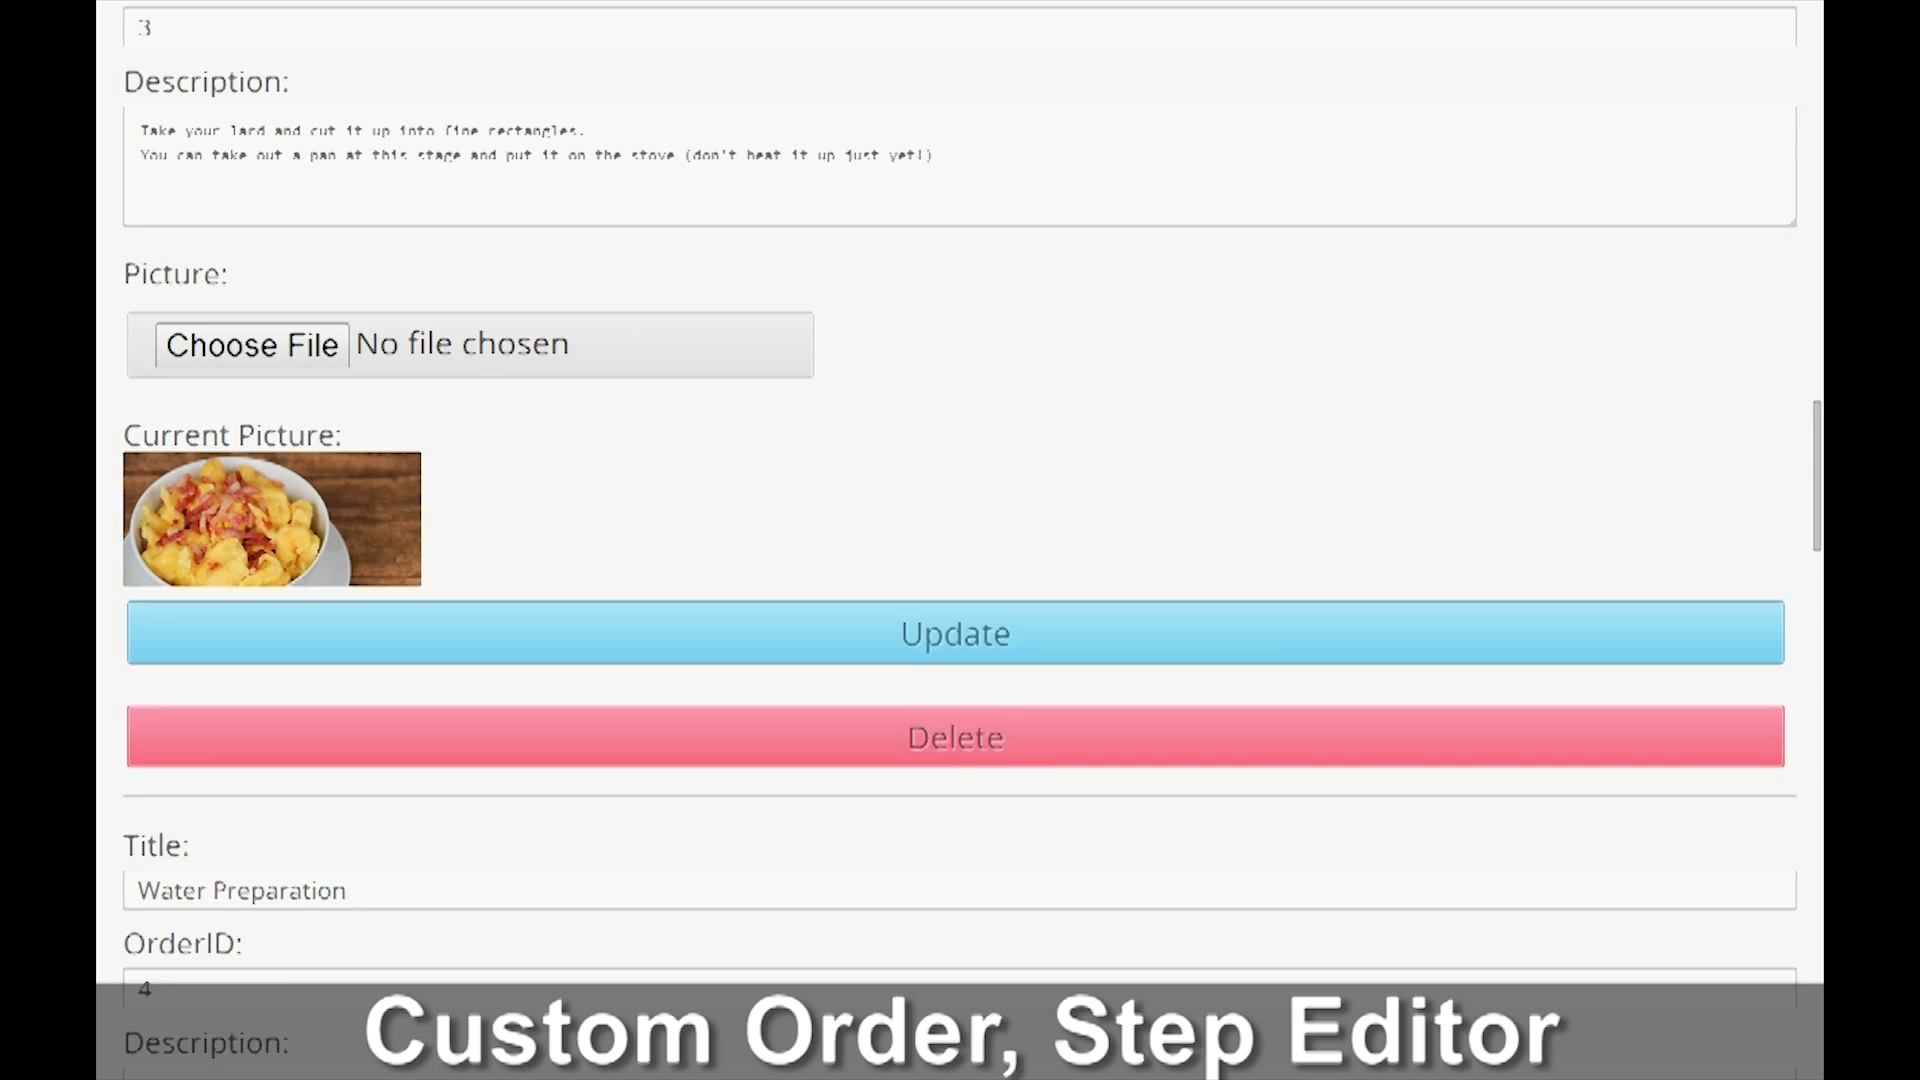 3
Description:
Take your lard and cut it up into fine rectangles.
You can take out a pan at this stage and put it on the stove (don't heat it up just yet!)
Picture:
Choose File No file chosen
Current Picture:
Update
Delete
Title:
Water Preparation
OrderID:
4
Description:
Custom Order, Step Editor